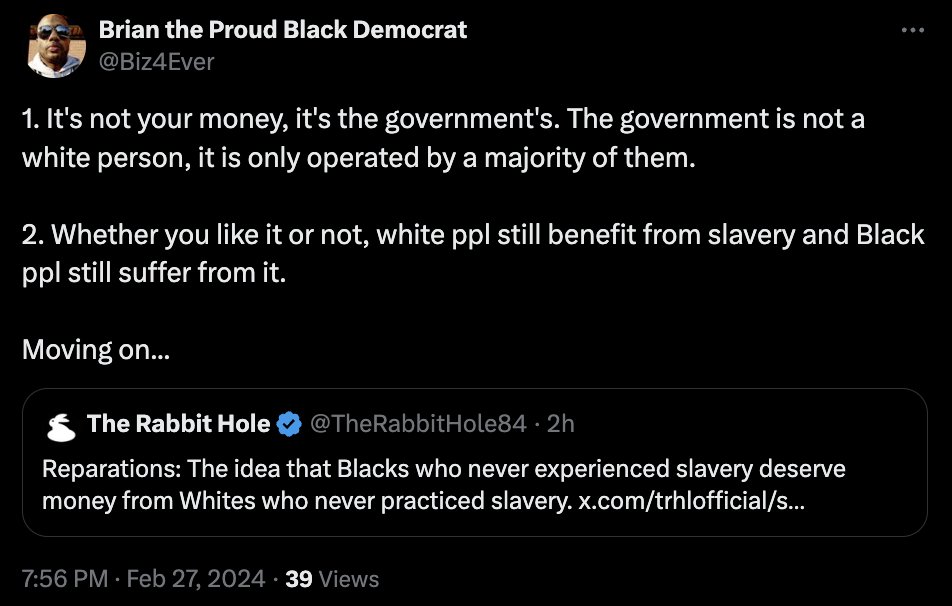 Brian the Proud Black Democrat
@Biz4Ever
1. It's not your money, it's the government's. The government is not a
white person, it is only operated by a majority of them.
2. Whether you like it or not, white ppl still benefit from slavery and Black
ppl still suffer from it.
Moving on...
The Rabbit Hole @TheRabbitHole84 · 2h
Reparations: The idea that Blacks who never experienced slavery deserve
money from Whites who never practiced slavery. x.com/trhlofficial/s...
7:56 PM · Feb 27, 2024 · 39 Views